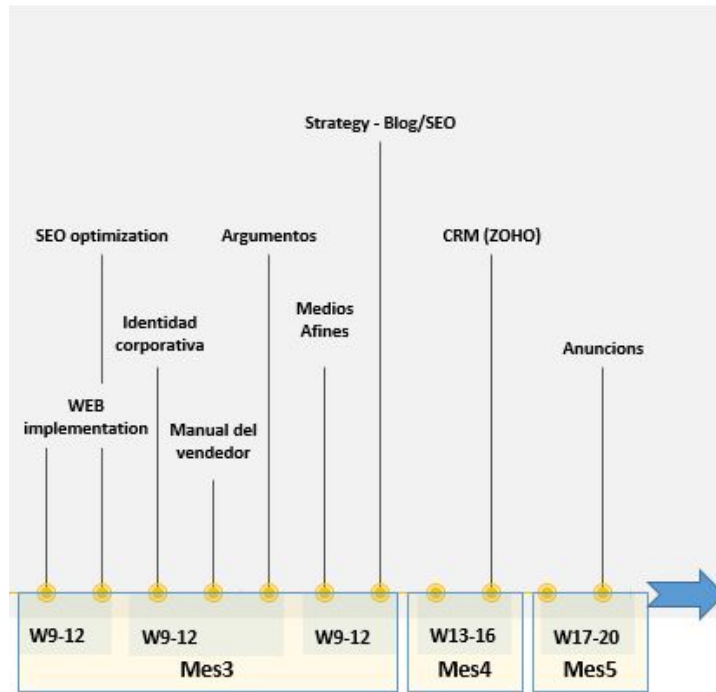 Strategy - Blog/SEO
SEO optimization
Argumentos
CRM (ZOHO)
Identidad
corporativa
Medios
Afines
Anuncions
WEB
implementation
Manual del
vendedor
W9-12
W9-12
W9-12
W13-16
W17-20
Mes3
Mes4
Mes5